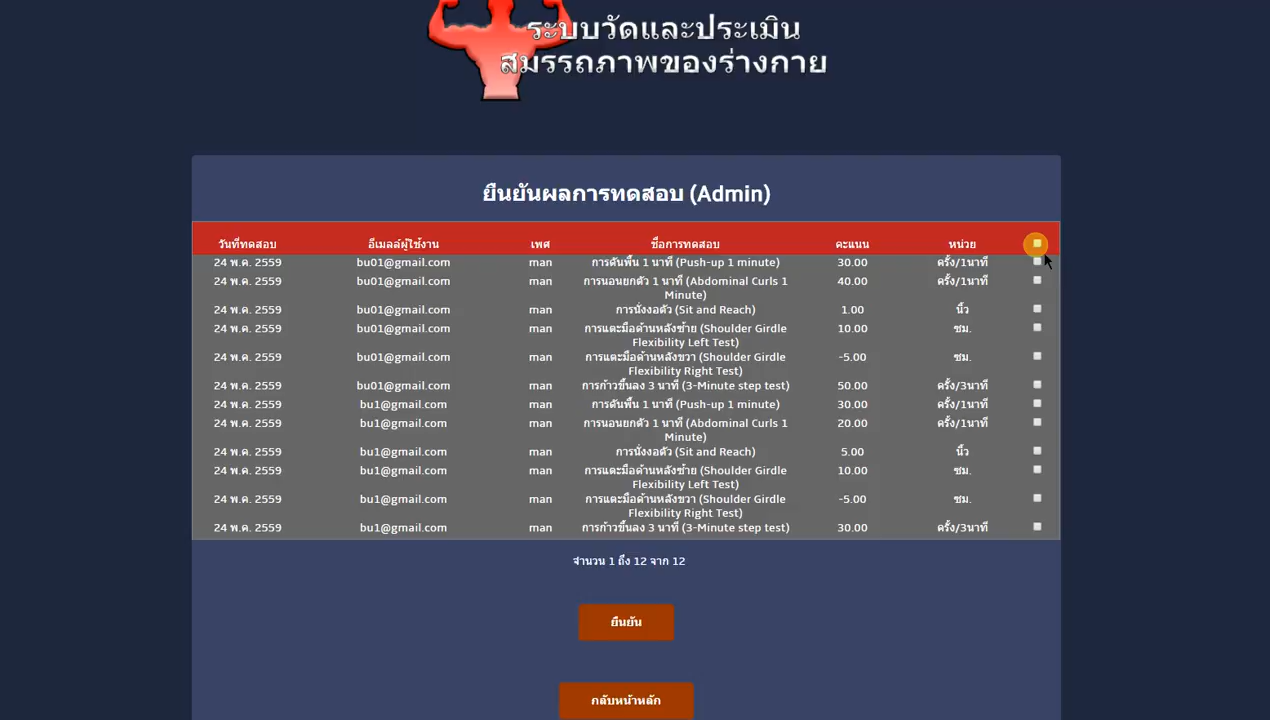 ระบบวัดและประเมิน
สมรรถภาพของร่างกาย
ยืนยันผลการทดสอบ (Admin)
วันที่ทดสอบ อีเมลล์ผู้ใช้งาน เพศ ชื่อการทดสอบ คะแนน หน่วย
24 พ.ค. 2559 bu01@gmail.com man การดันพื้น 1 นาที (Push-up 1 minute) 30.00 ครั้ง/1นาที
24 พ.ค. 2559 bu01@gmail.com man การนอนยกตัว 1 นาที (Abdominal Curls 1 40.00 ครั้ง/1นาที
Minute)
24 พ.ค. 2559 bu01@gmail.com man การนั่งงอตัว (Sit and Reach) 1.00 นิ้ว
24 พ.ค. 2559 bu01@gmail.com man การแตะมือด้านหลังซ้าย (Shoulder Girdle 10.00 ซม.
Flexibility Left Test)
24 พ.ค. 2559 bu01@gmail.com man การแตะมือด้านหลังขวา (Shoulder Girdle -5.00 ซม.
Flexibility Right Test)
24 พ.ค. 2559 bu01@gmail.com man การก้าวขึ้นลง 3 นาที (3-Minute step test) 50.00 ครั้ง/3นาที
24 พ.ค. 2559 bu1@gmail.com man การดันพื้น 1 นาที (Push-up 1 minute) 30.00 ครั้ง/1นาที
24 พ.ค. 2559 bu1@gmail.com man การนอนยกตัว 1 นาที (Abdominal Curls 1 20.00 ครั้ง/1นาที
Minute)
24 พ.ค. 2559 bu1@gmail.com man การนั่งงอตัว (Sit and Reach) 5.00 นิ้ว
24 พ.ค. 2559 bu1@gmail.com man การแตะมือด้านหลังซ้าย (Shoulder Girdle 10.00 ซม.
Flexibility Left Test)
24 พ.ค. 2559 bu1@gmail.com man การแตะมือด้านหลังขวา (Shoulder Girdle -5.00 ซม.
Flexibility Right Test)
24 พ.ค. 2559 bu1@gmail.com man การก้าวขึ้นลง 3 นาที (3-Minute step test) 30.00 ครั้ง/3นาที
จำนวน 1 ถึง 12 จาก 12
ยืนยัน
กลับหน้าหลัก